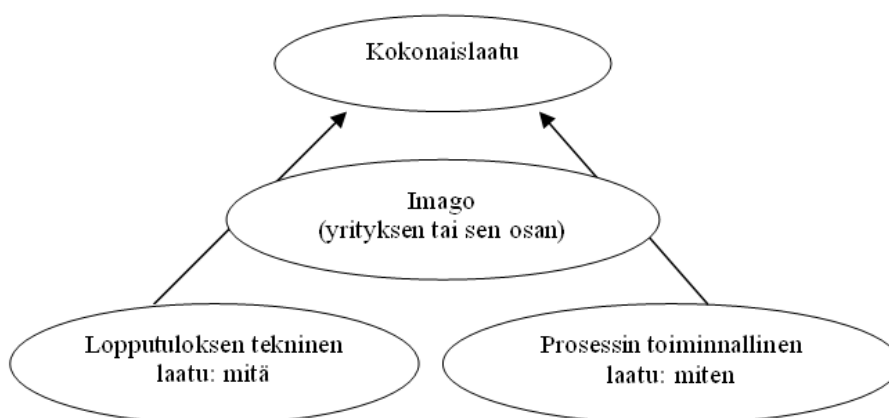 Kokonaislaatu
Imago
(yrityksen tai sen osan)
Lopputuloksen tekninen
laatu: mitä
Prosessin toiminnallinen
laatu: miten